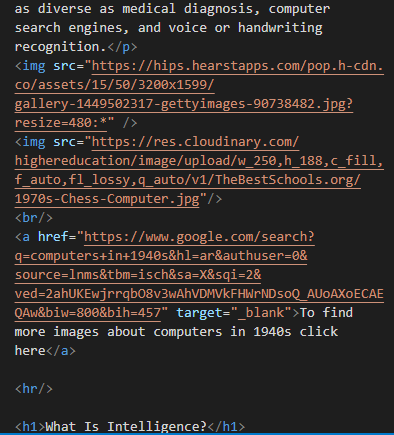 as diverse as medical diagnosis, computer
search engines, and voice or handwriting
recognition.</p>
<img src="https://hips.hearstapps.com/pop.h-cdn.
co/assets/15/50/3200x1599/
gallery-1449502317-gettyimages-90738482.jpg?
resize=480:*" />
<img src="https://res.cloudinary.com/
highereducation/image/upload/w_250,h_188,c_fill,
f_auto,fl_lossy,q_auto/v1/TheBestSchools.org/
1970s-Chess-Computer.jpg"/>
<br/>
<a href="https://www.google.com/search?
q=computers+in+1940s&hl=ar&authuser=0&
source=lnms&tbm=isch&sa=X&sqi=2&
ved=2ahUKEwjrrqbO8v3wAhVDMVkFHWrNDsoQ_AUoAXoECAE
QAw&biw=800&bih=457" target="_blank">To find
more images about computers in 1940s click
here</a>
<hr/>
<h1>What Is Intelligence?</h1>